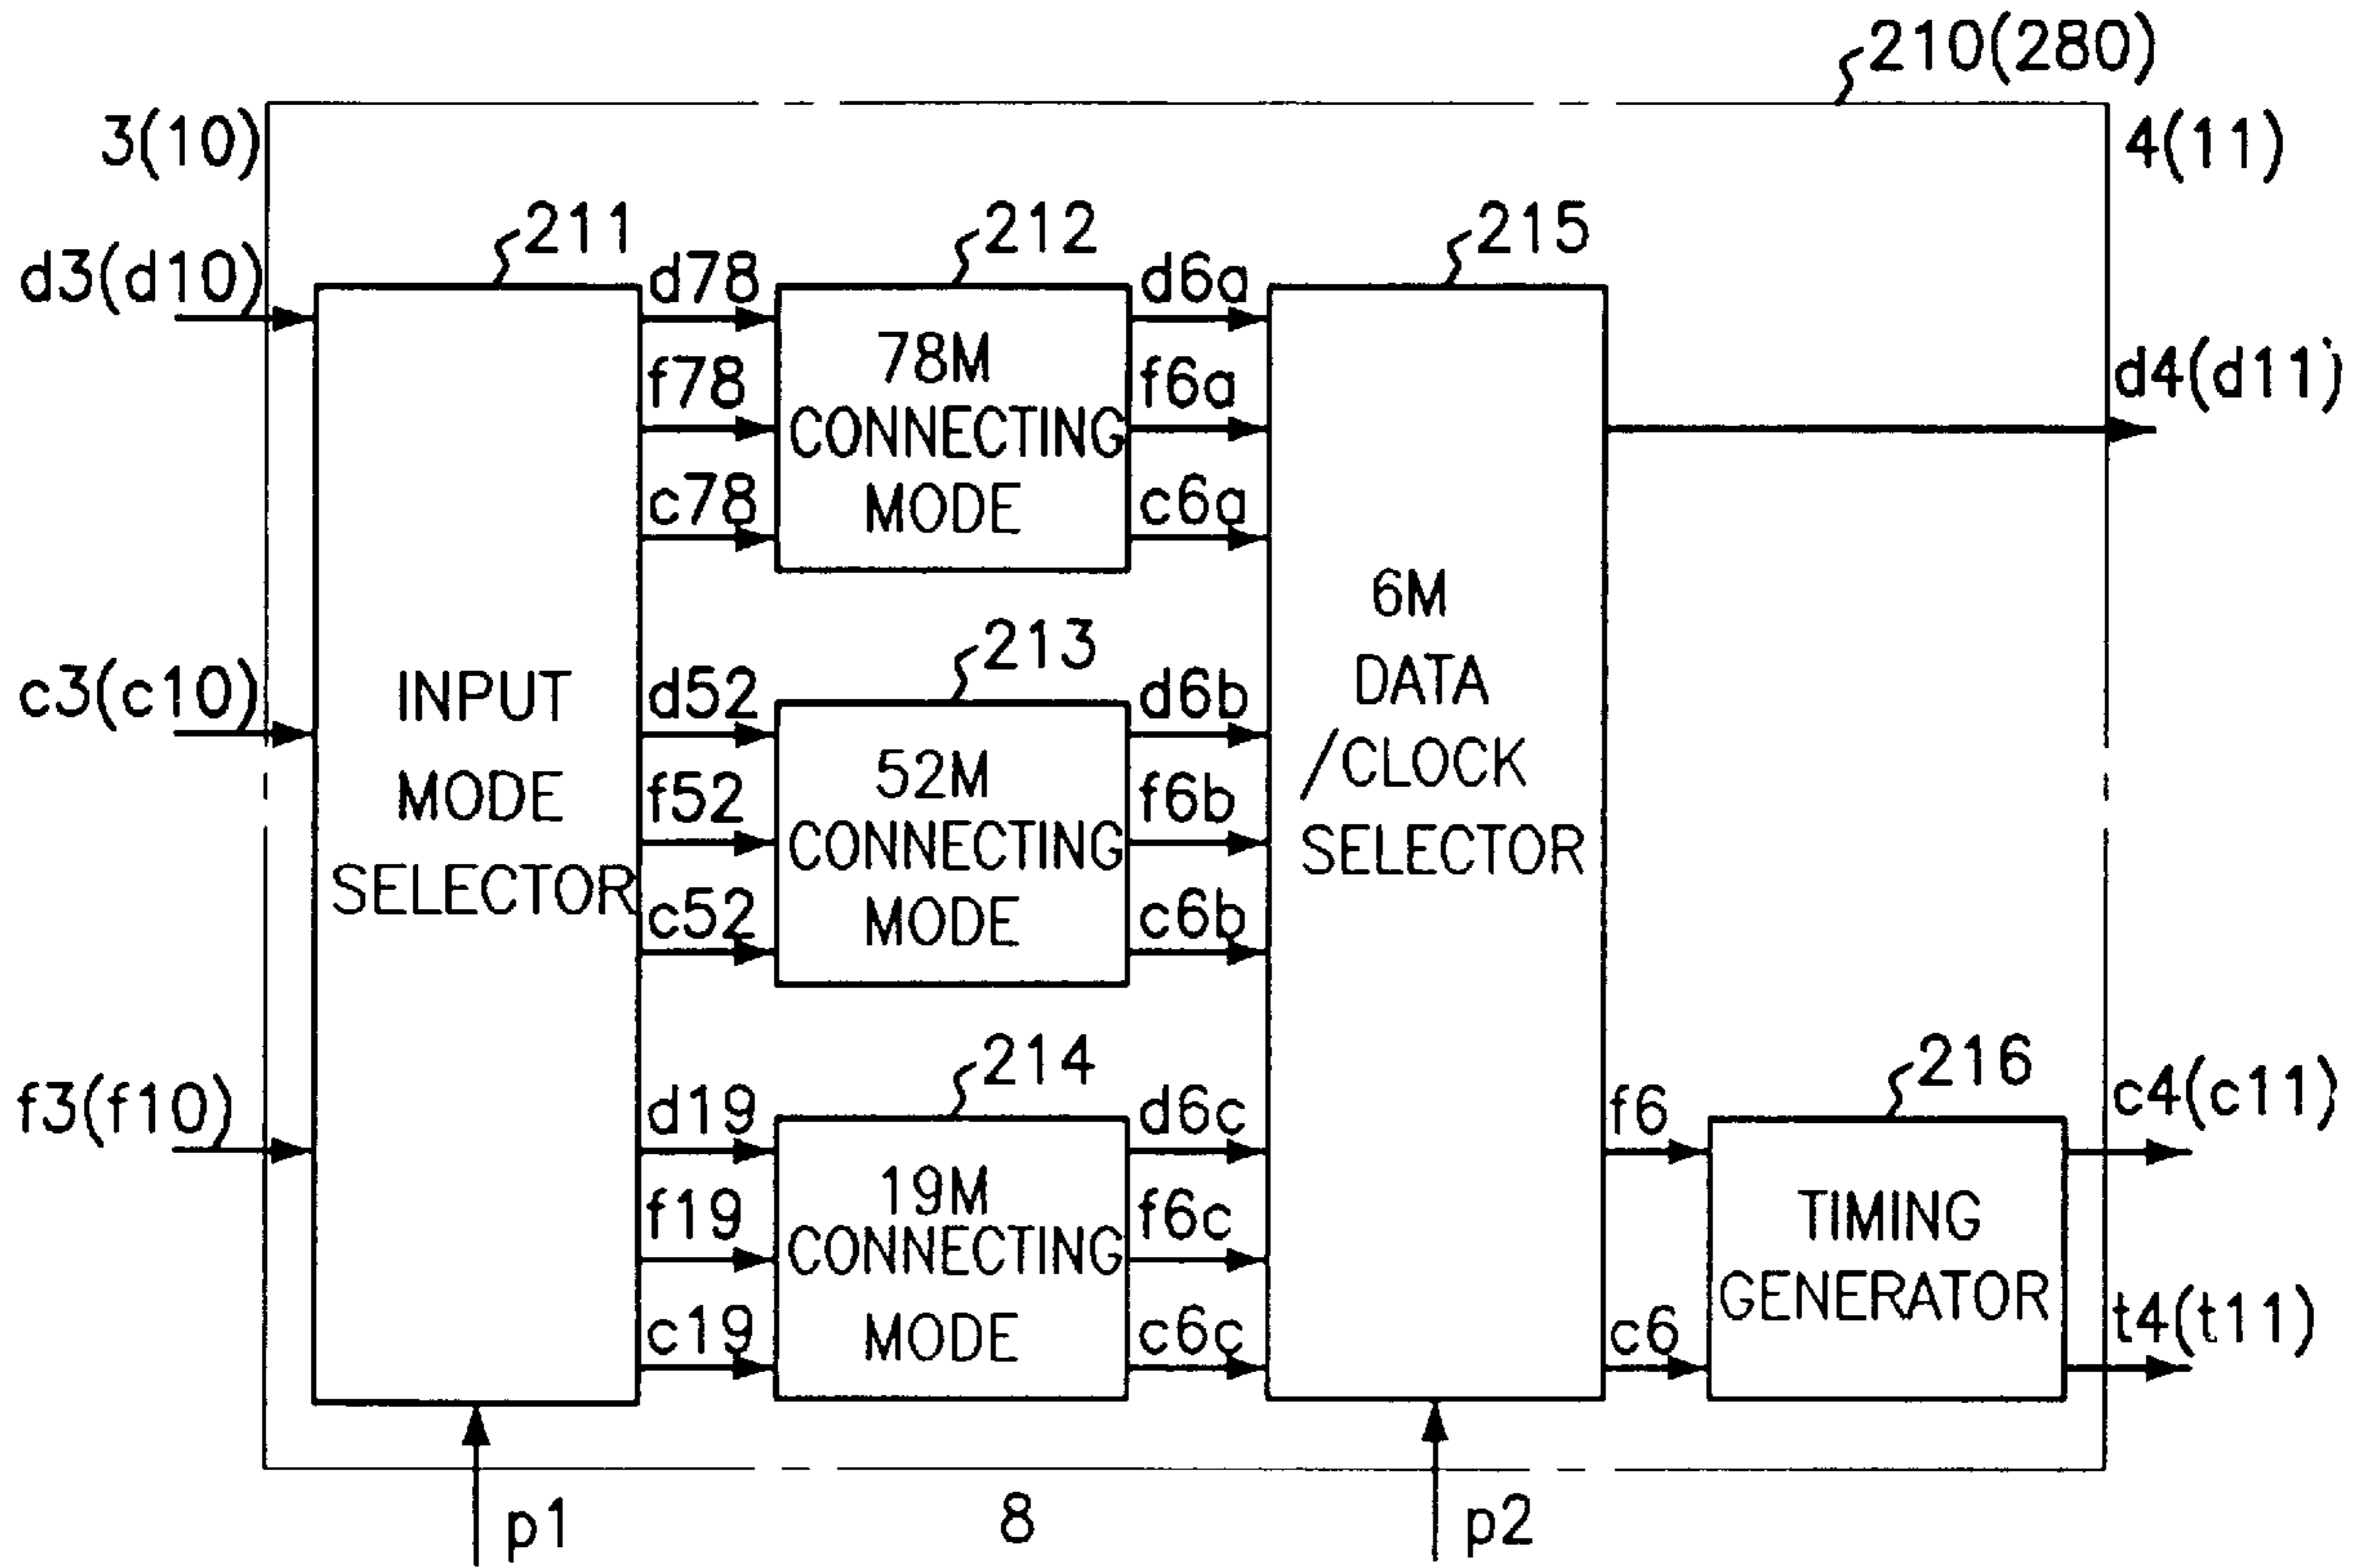 210(280)
3(10)
4(11)
211
212
215
d3(d10)
d78
d6a
f78
78M
CONNECTING
MODE
f6a
d4(d11)
c78
c6a
213
6M
DATA
/CLOCK
SELECTOR
c3(c10)
INPUT
MODE
SELECTOR
d52
d6b
f52
52M
CONNECTING
MODE
f6b
c52
c6b
214
216
f3(f10)
d19
d6c
f6
c4(c11)
f19
19M
CONNECTING
MODE
f6c
TIMING
GENERATOR
c19
c6c
c6
t4(t11)
p1
8
p2